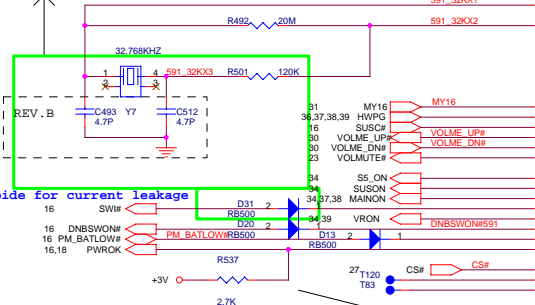 591_32KX1
R492 20M
591_32KX2
32.768KHZ
1 4 591_32KX3 R501 120K
2 3
REV.B
C493 Y7 C512
4.7P 4.7P
31 MY16 MY16
36,37,38,39 HWPG
16 SUSC#
30 VOLME_UP# VOLME_UP#
30 VOLME_DN# VOLME_DN#
23 VOLMUTE#
34 S5_ON
34 SUSON
34,37,38 MAINON
oide for current leakage
16 SWI# D31 2 1
RB500
34,39 VRON
16 DNBSWON# D20 2 1 DNBSWON#591
16 PM_BATLOW# PM_BATLOW# RB500 D13 2 1
16,18 PWROK RB500
R537
+3V
2.7K
27 T120 CS# CS#
T83